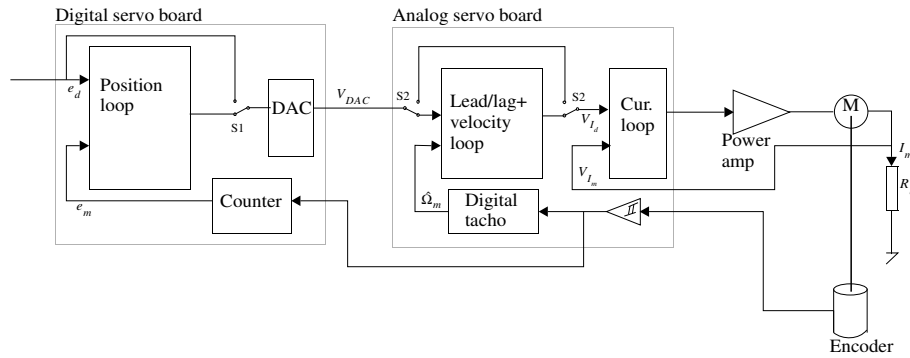 Digital servo board
Analog servo board
e_d
Position
loop
S1
DAC
V_DAC
S2
Lead/lag+
velocity
loop
S2
V_I_d
Cur.
loop
V_I_m
Power
amp
M
I_m
R
e_m
Counter
Ω̂_m
Digital
tacho
Encoder